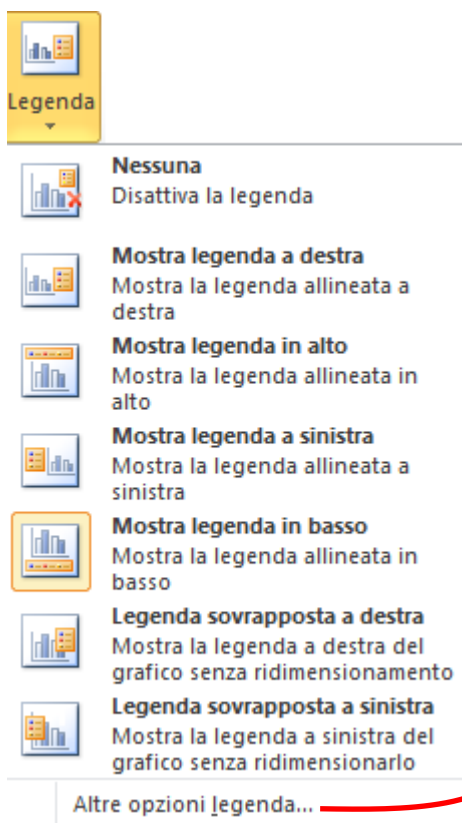 Legenda
Nessuna
Disattiva la legenda
Mostra legenda a destra
Mostra la legenda allineata a
destra
Mostra legenda in alto
Mostra la legenda allineata in
alto
Mostra legenda a sinistra
Mostra la legenda allineata a
sinistra
Mostra legenda in basso
Mostra la legenda allineata in
basso
Legenda sovrapposta a destra
Mostra la legenda a destra del
grafico senza ridimensionamento
Legenda sovrapposta a sinistra
Mostra la legenda a sinistra del
grafico senza ridimensionarlo
Altre opzioni legenda...